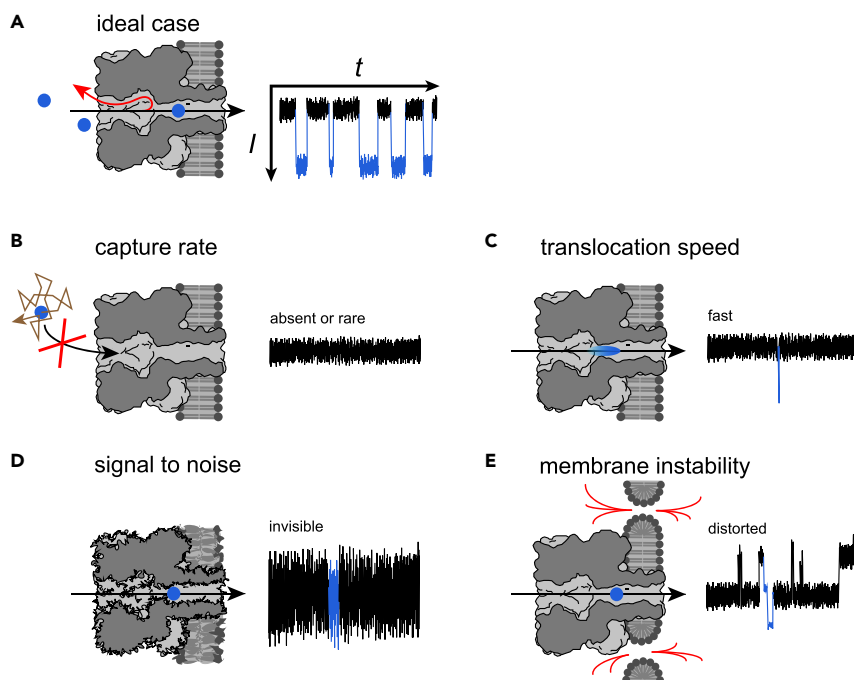 A
ideal case
t
I
B
capture rate
absent or rare
C
translocation speed
fast
D
signal to noise
invisible
E
membrane instability
distorted